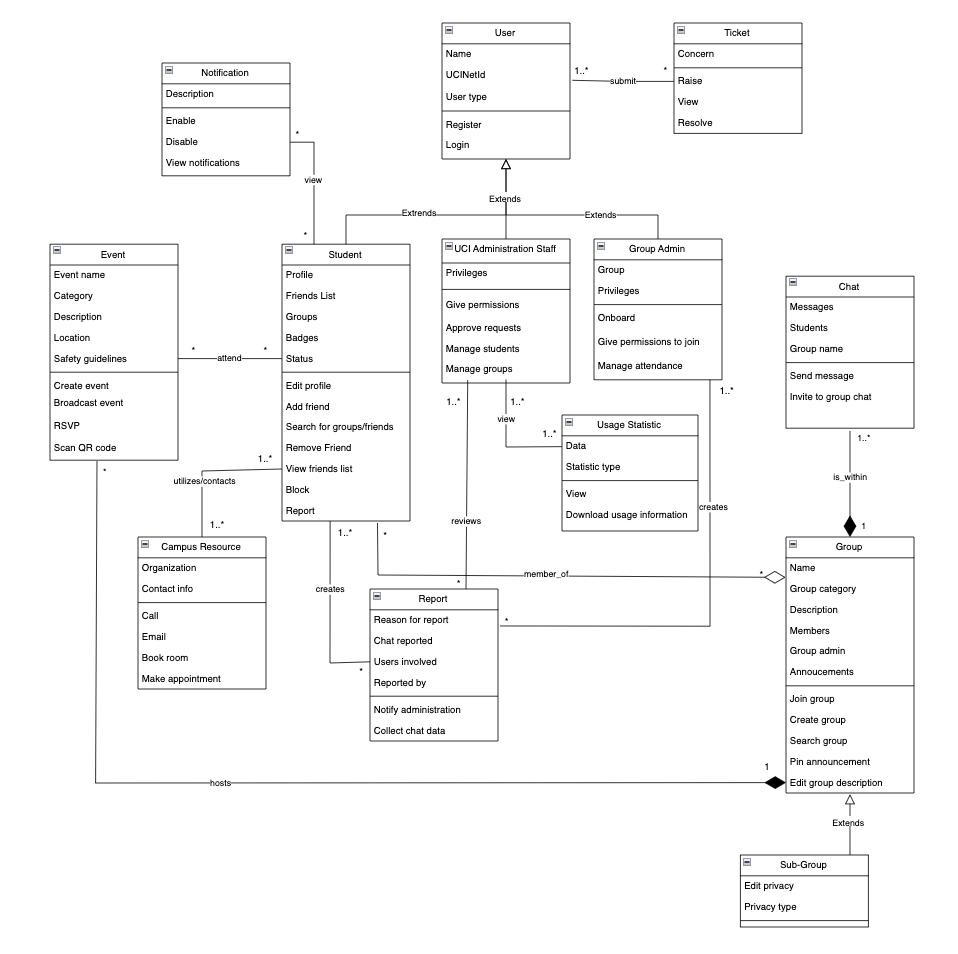 User
Name
UCINetId
User type
Register
Login
Ticket
Concern
Raise
View
Resolve
1..*
*
submit
Notification
Description
Enable
Disable
View notifications
*
view
*
Extends
Extrends
Extends
Event
Event name
Category
Description
Location
Safety guidelines
Create event
Broadcast event
RSVP
Scan QR code
*
attend
*
Student
Profile
Friends List
Groups
Badges
Status
Edit profile
Add friend
Search for groups/friends
Remove Friend
View friends list
Block
Report
UCI Administration Staff
Privileges
Give permissions
Approve requests
Manage students
Manage groups
Group Admin
Group
Privileges
Onboard
Give permissions to join
Manage attendance
Chat
Messages
Students
Group name
Send message
Invite to group chat
1..*
1..*
view
1..*
1..*
Usage Statistic
Data
Statistic type
View
Download usage information
*
1..*
utilizes/contacts
1..*
1..*
is_within
1
reviews
creates
1..*
*
creates
member_of
*
*
*
*
Campus Resource
Organization
Contact info
Call
Email
Book room
Make appointment
Report
Reason for report
Chat reported
Users involved
Reported by
Notify administration
Collect chat data
Group
Name
Group category
Description
Members
Group admin
Annoucements
Join group
Create group
Search group
Pin announcement
Edit group description
1
hosts
Extends
Sub-Group
Edit privacy
Privacy type